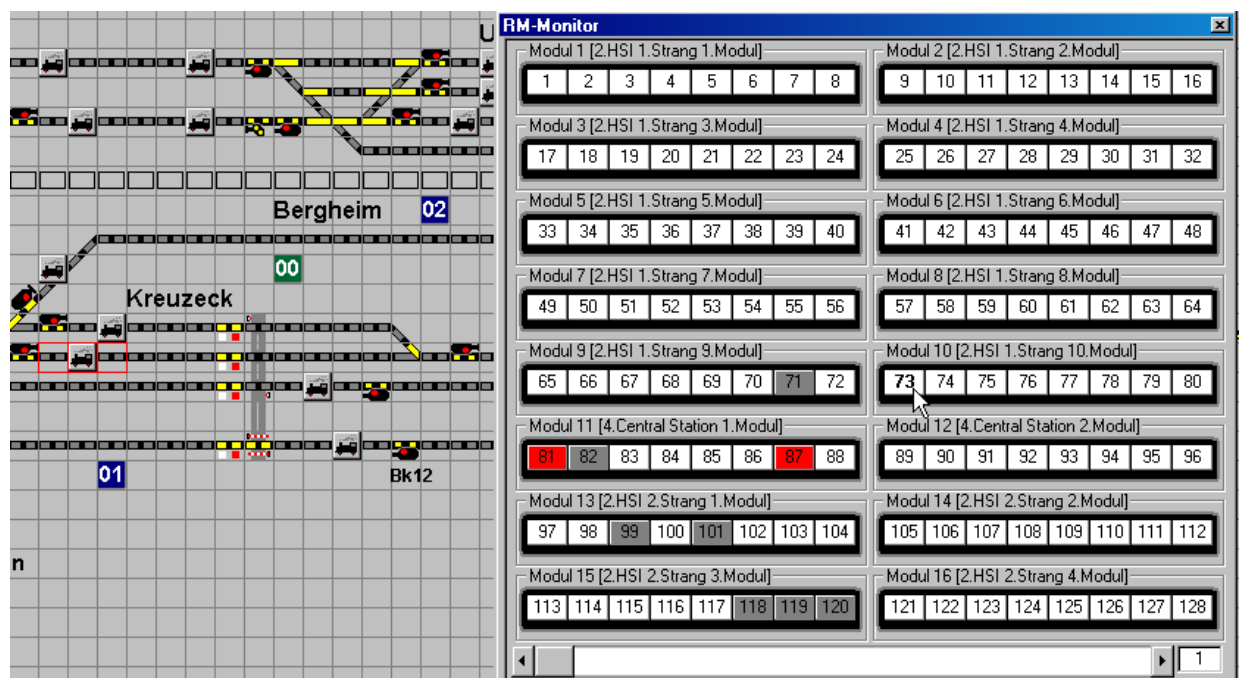 U
Bergheim 02
00
Kreuzeck
01
Bk12
n
RM-Monitor
Modul 1 [2.HSI 1.Strang 1.Modul]
1 2 3 4 5 6 7 8
Modul 2 [2.HSI 1.Strang 2.Modul]
9 10 11 12 13 14 15 16
Modul 3 [2.HSI 1.Strang 3.Modul]
17 18 19 20 21 22 23 24
Modul 4 [2.HSI 1.Strang 4.Modul]
25 26 27 28 29 30 31 32
Modul 5 [2.HSI 1.Strang 5.Modul]
33 34 35 36 37 38 39 40
Modul 6 [2.HSI 1.Strang 6.Modul]
41 42 43 44 45 46 47 48
Modul 7 [2.HSI 1.Strang 7.Modul]
49 50 51 52 53 54 55 56
Modul 8 [2.HSI 1.Strang 8.Modul]
57 58 59 60 61 62 63 64
Modul 9 [2.HSI 1.Strang 9.Modul]
65 66 67 68 69 70 71 72
Modul 10 [2.HSI 1.Strang 10.Modul]
73 74 75 76 77 78 79 80
Modul 11 [4.Central Station 1.Modul]
81 82 83 84 85 86 87 88
Modul 12 [4.Central Station 2.Modul]
89 90 91 92 93 94 95 96
Modul 13 [2.HSI 2.Strang 1.Modul]
97 98 99 100 101 102 103 104
Modul 14 [2.HSI 2.Strang 2.Modul]
105 106 107 108 109 110 111 112
Modul 15 [2.HSI 2.Strang 3.Modul]
113 114 115 116 117 118 119 120
Modul 16 [2.HSI 2.Strang 4.Modul]
121 122 123 124 125 126 127 128
1